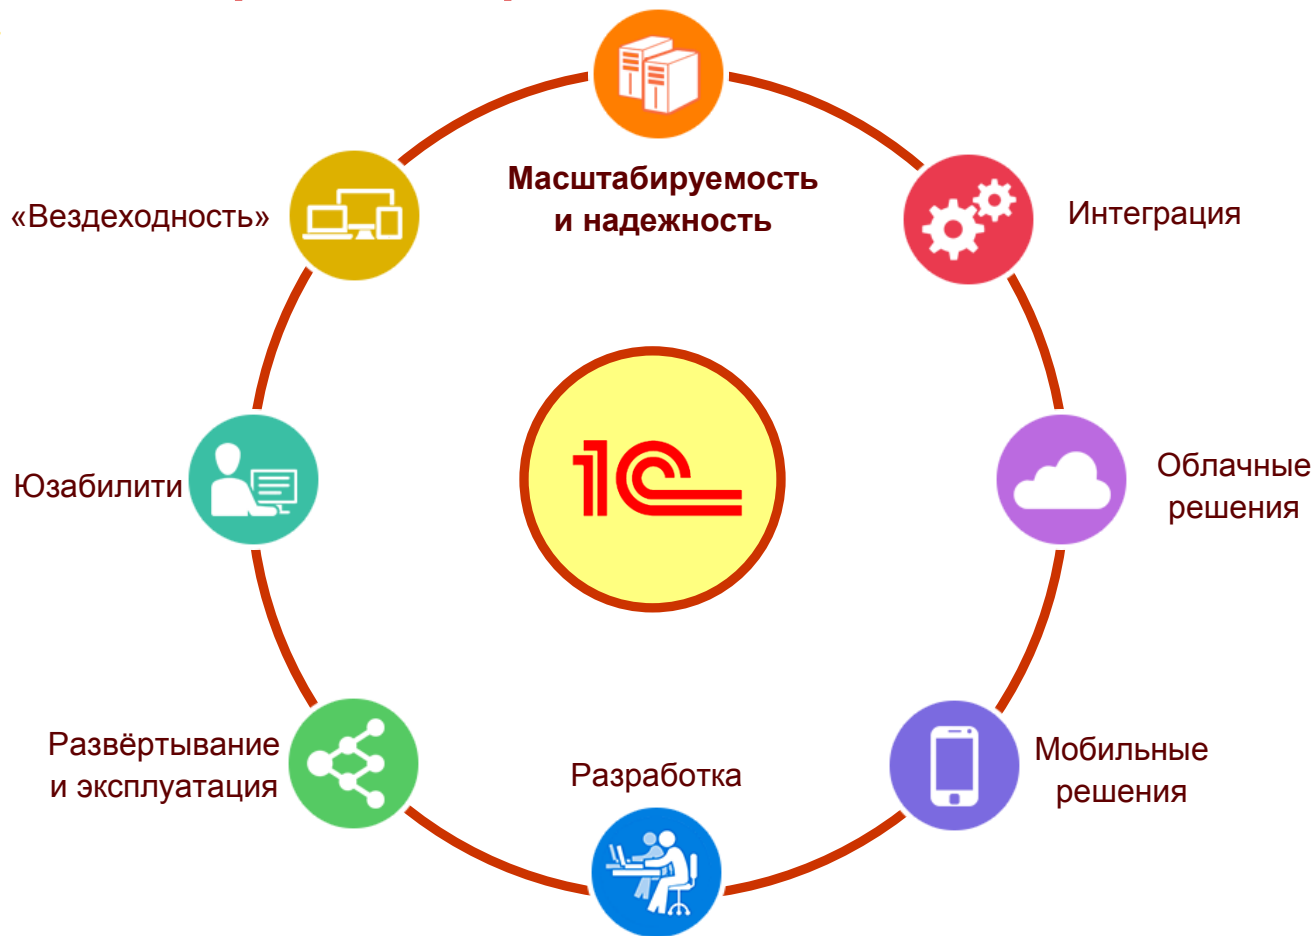 Масштабируемость
и надежность
«Вездеходность»
Интеграция
1С
Юзабилити
Облачные
решения
Развёртывание
и эксплуатация
Разработка
Мобильные
решения